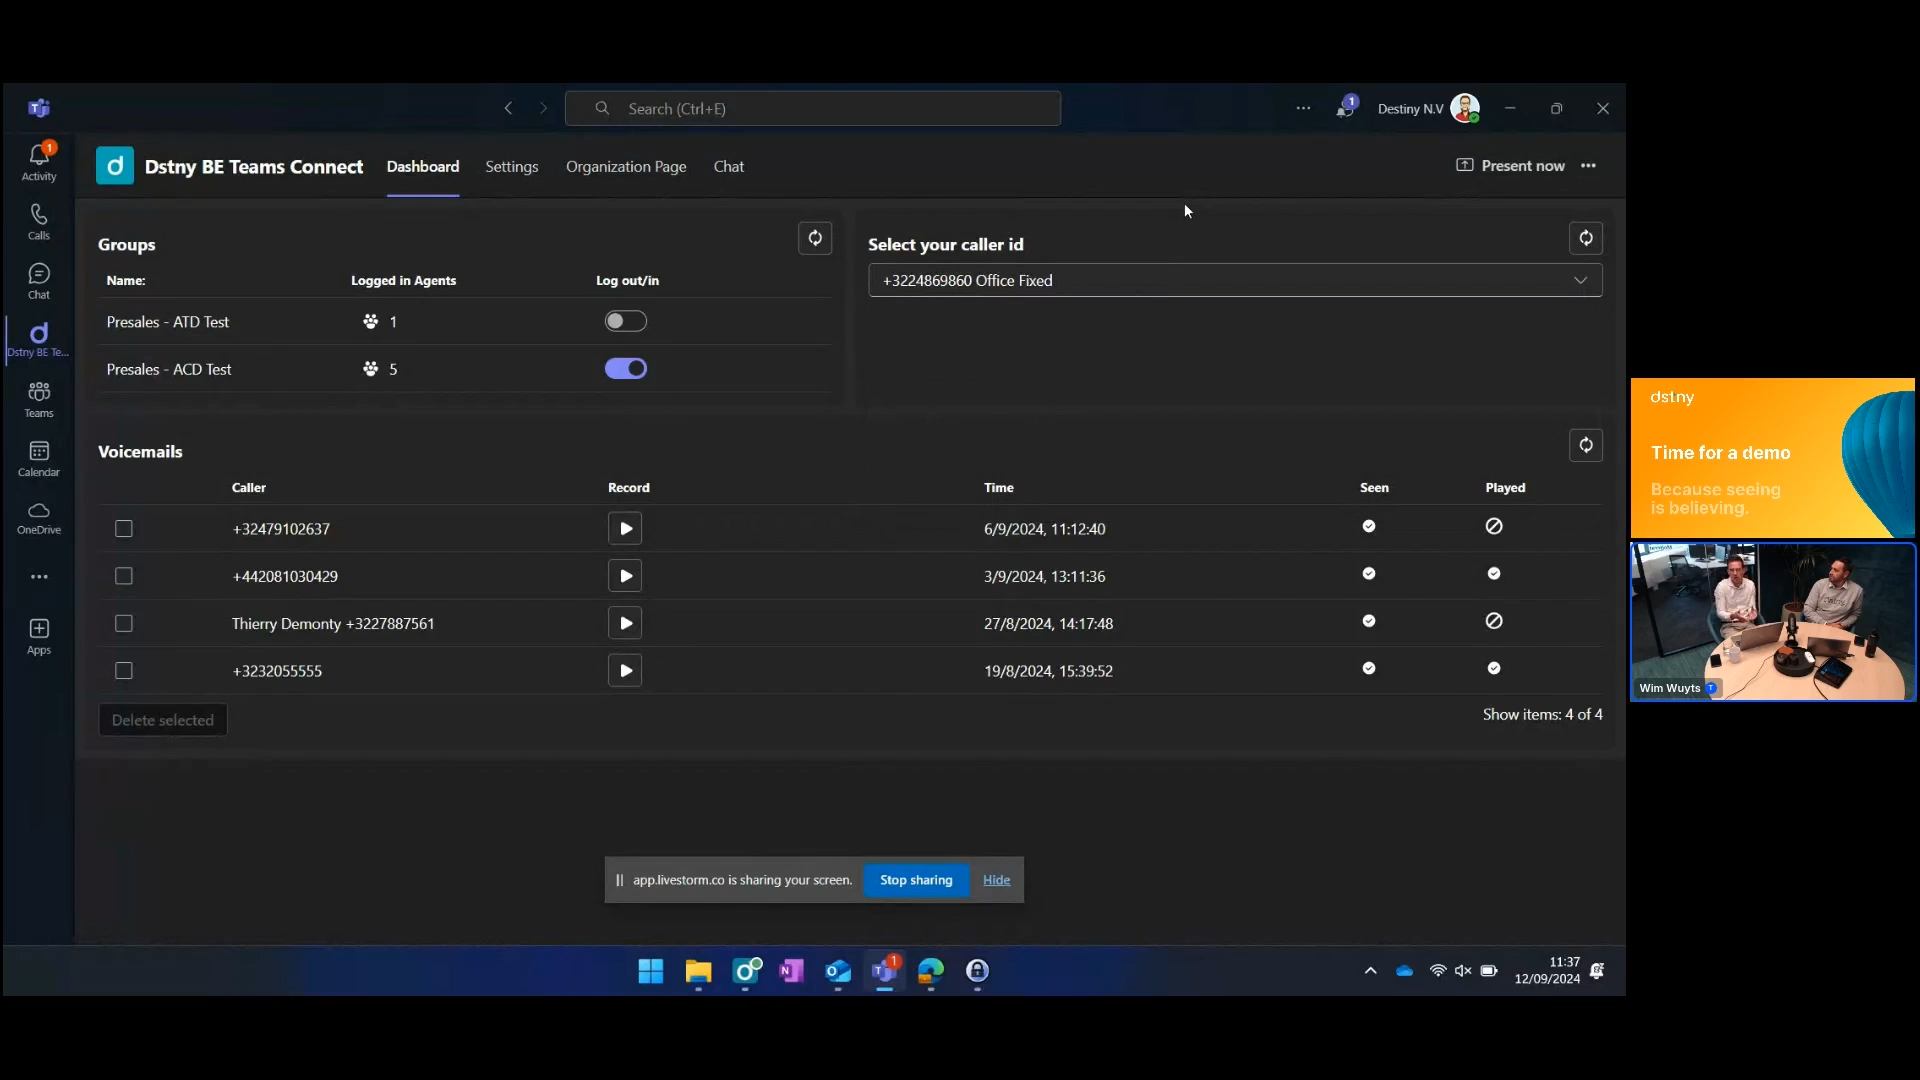 Search (Ctrl+E)
1
Destiny N.V
1
Activity
Calls
Chat
Dstny BE Te...
Teams
Calendar
OneDrive
Apps
d
Dstny BE Teams Connect
Dashboard
Settings
Organization Page
Chat
Present now
Groups
Name:
Logged in Agents
Log out/in
Presales - ATD Test
1
Presales - ACD Test
5
Select your caller id
+3224869860 Office Fixed
Voicemails
Caller
Record
Time
Seen
Played
+32479102637
6/9/2024, 11:12:40
+442081030429
3/9/2024, 13:11:36
Thierry Demonty +3227887561
27/8/2024, 14:17:48
+3232055555
19/8/2024, 15:39:52
Delete selected
Show items: 4 of 4
app.livestorm.co is sharing your screen.
Stop sharing
Hide
1
11:37
12/09/2024
dstny
Time for a demo
Because seeing
is believing.
Wim Wuyts